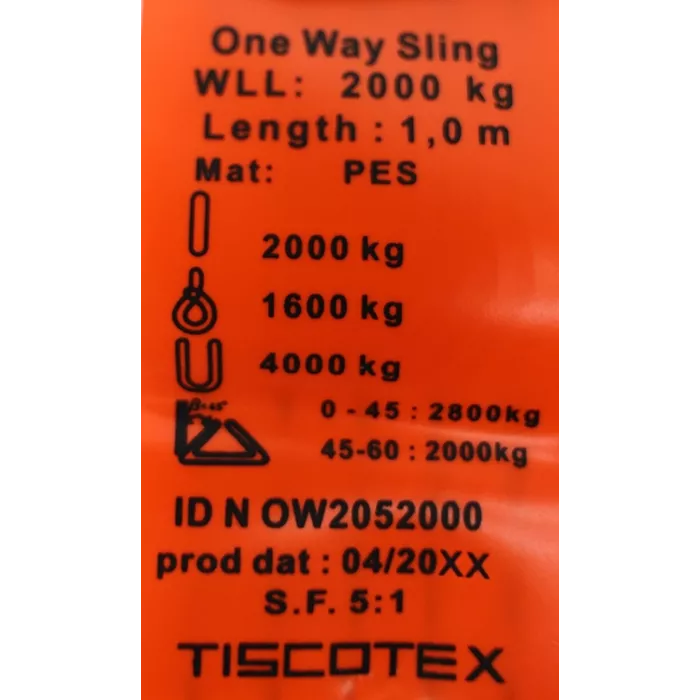 One Way Sling
WLL: 2000 kg
Length : 1,0 m
Mat: PES
2000 kg
1600 kg
4000 kg
β=45°
0 - 45 : 2800kg
45-60 : 2000kg
ID N OW2052000
prod dat : 04/20XX
S.F. 5:1
TISCOTEX